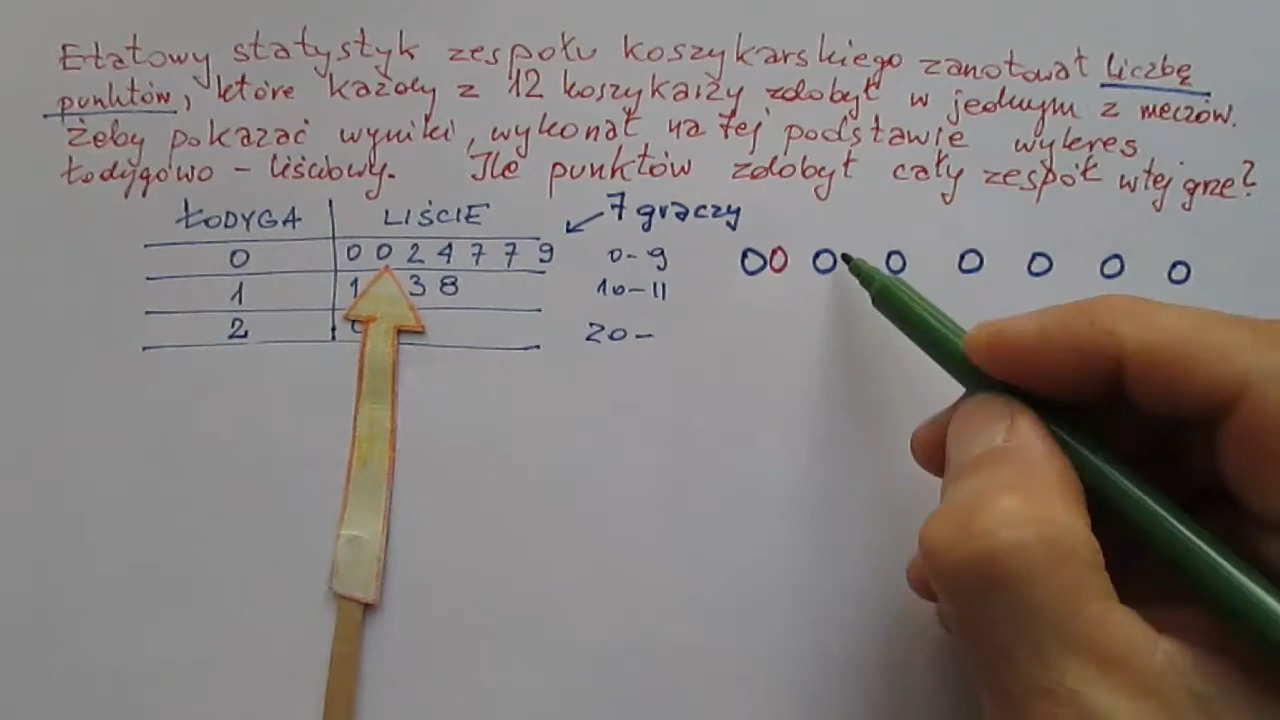 Etatowy statystyk zespołu koszykarskiego zanotował liczbę
punktów, które każdy z 12 koszykarzy zdobył w jednym z meczów.
Żeby pokazać wyniki, wykonał na tej podstawie wykres
łodygowo - liściowy. Ile punktów zdobył cały zespół w tej grze?
ŁODYGA LIŚCIE 7 graczy
0 0 0 2 4 7 7 9 0-9 00 0 0 0 0 0 0
1 1 3 8 10-11
2 20-